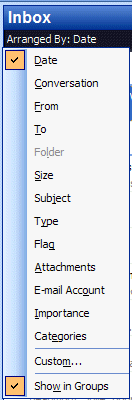 Inbox
Arranged By: Date
Date
Conversation
From
To
Folder
Size
Subject
Type
Flag
Attachments
E-mail Account
Importance
Categories
Custom...
Show in Groups